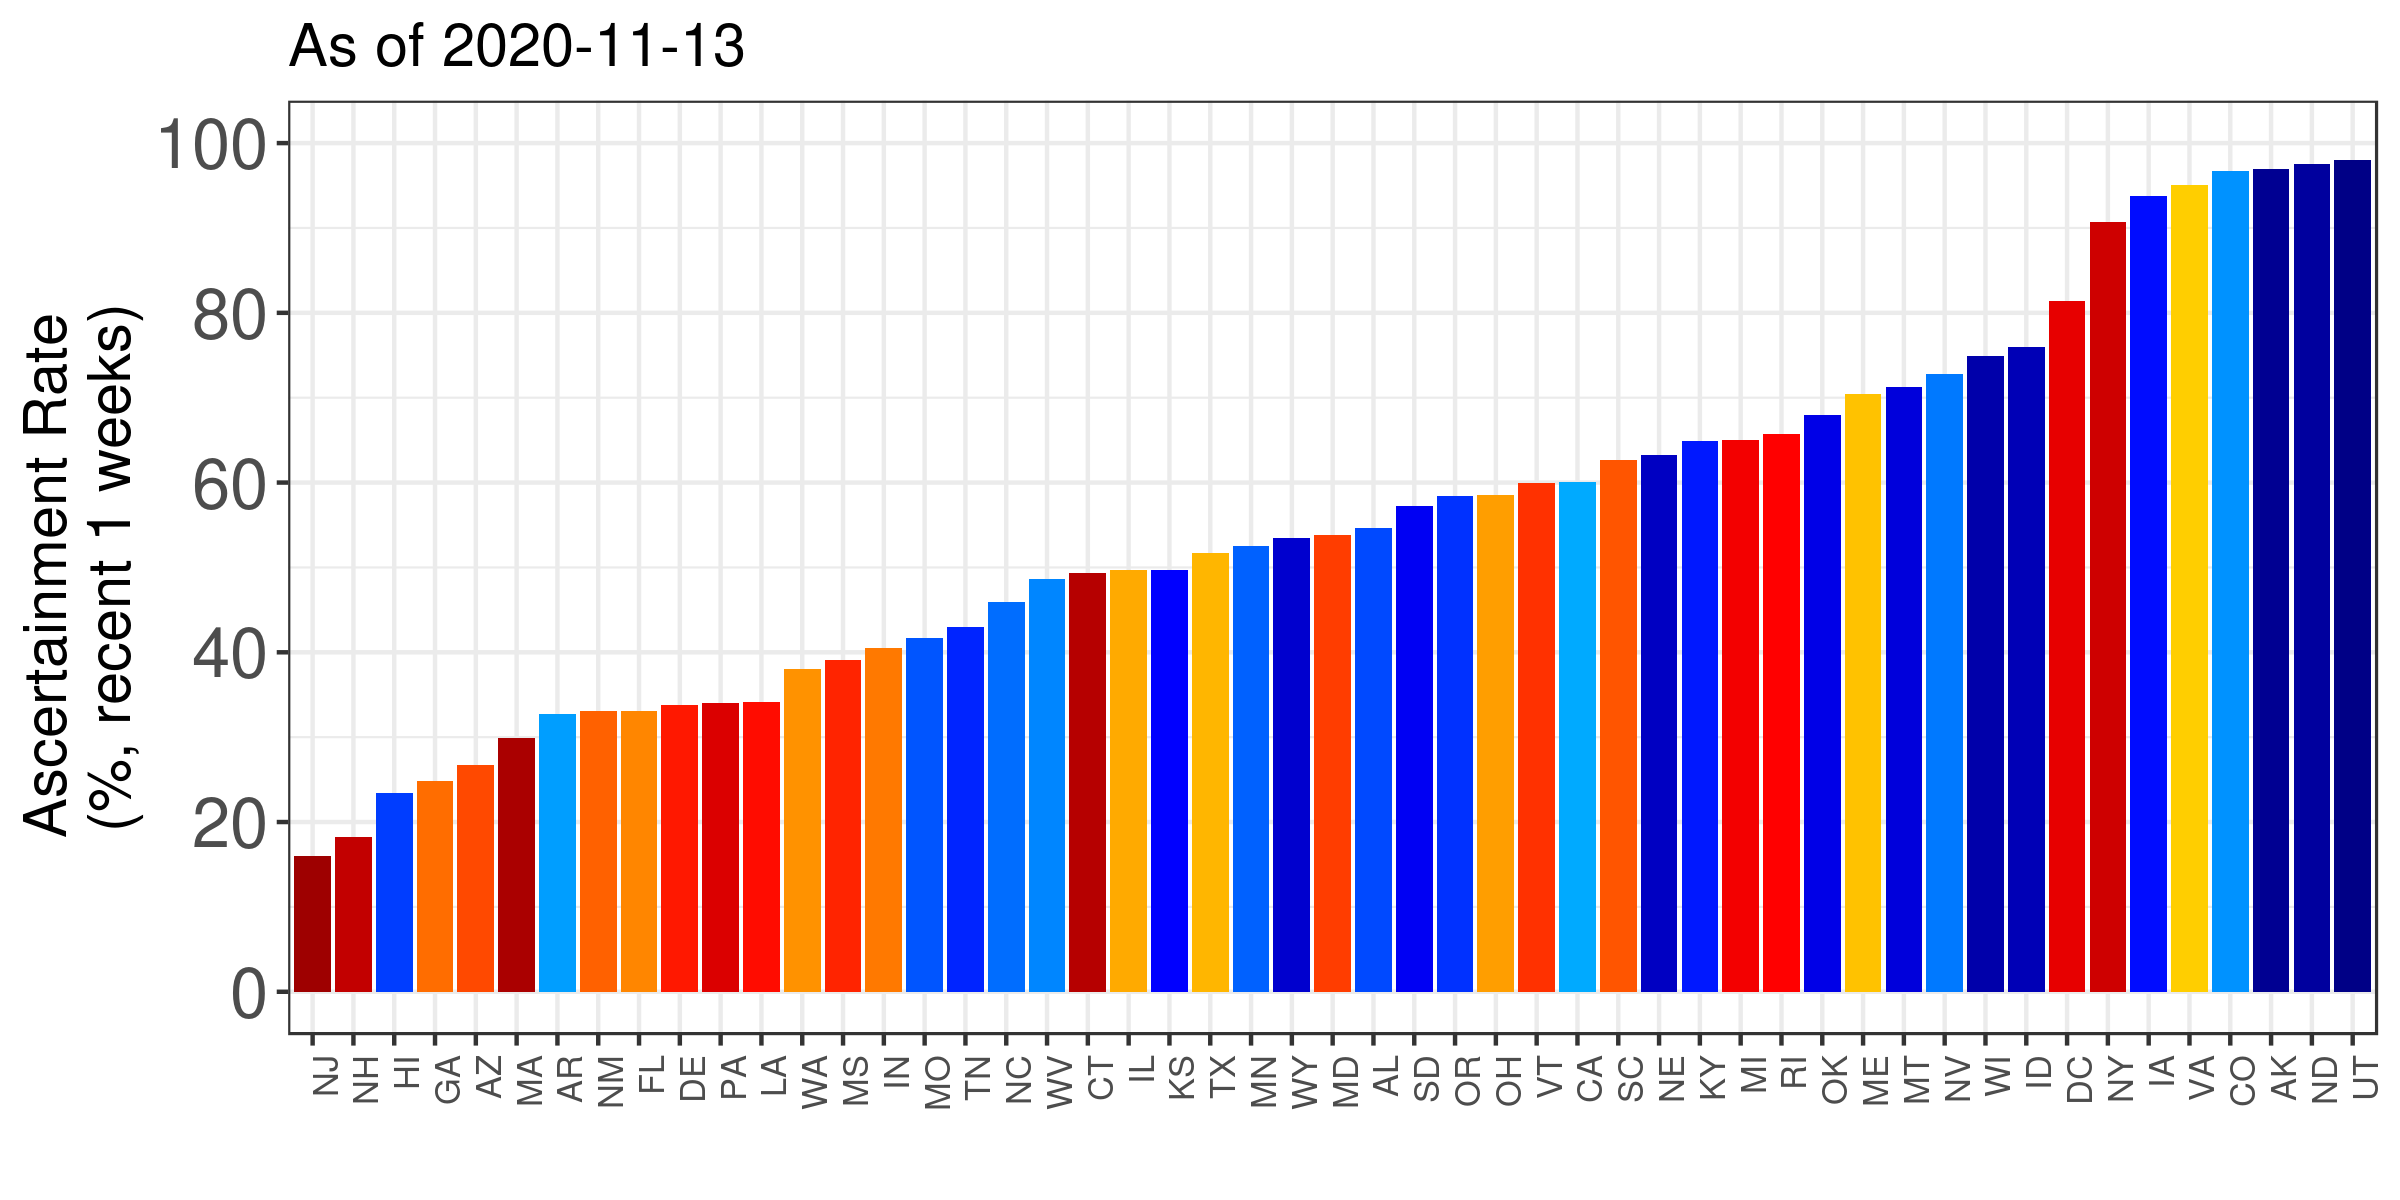 As of 2020-11-13
Ascertainment Rate
(%, recent 1 weeks)
100
80
60
40
20
0
NJ NH HI GA AZ MA AR NM FL DE PA LA WA MS IN MO TN NC WV CT IL KS TX MN WY MD AL SD OR OH VT CA SC NE KY MI RI OK ME MT NV WI ID DC NY IA VA CO AK ND UT